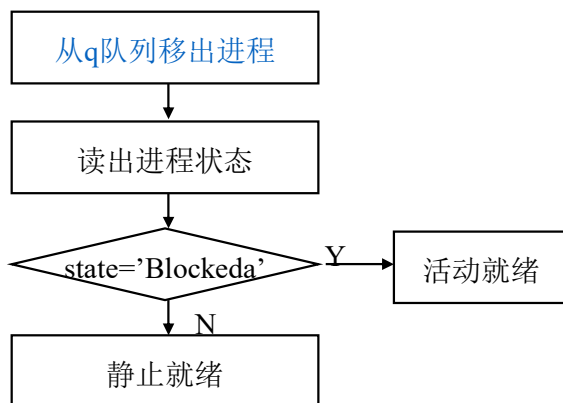 从q队列移出进程
读出进程状态
state=’Blockeda’
Y
活动就绪
N
静止就绪